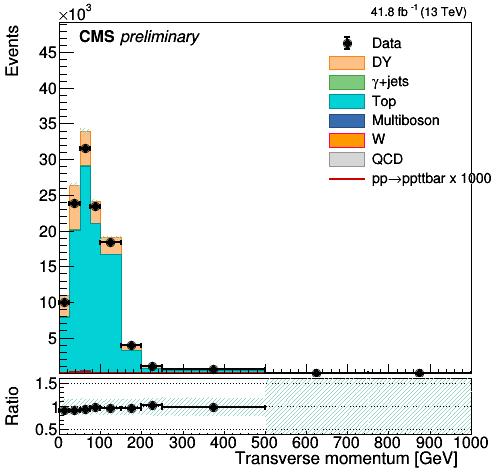 ×10³
41.8 fb⁻¹ (13 TeV)
Events
CMS preliminary
45
40
35
30
25
20
15
10
5
Data
DY
γ+jets
Top
Multiboson
W
QCD
pp→ppttbar x 1000
Ratio
1.5
1
0.5
0 100 200 300 400 500 600 700 800 900 1000
Transverse momentum [GeV]